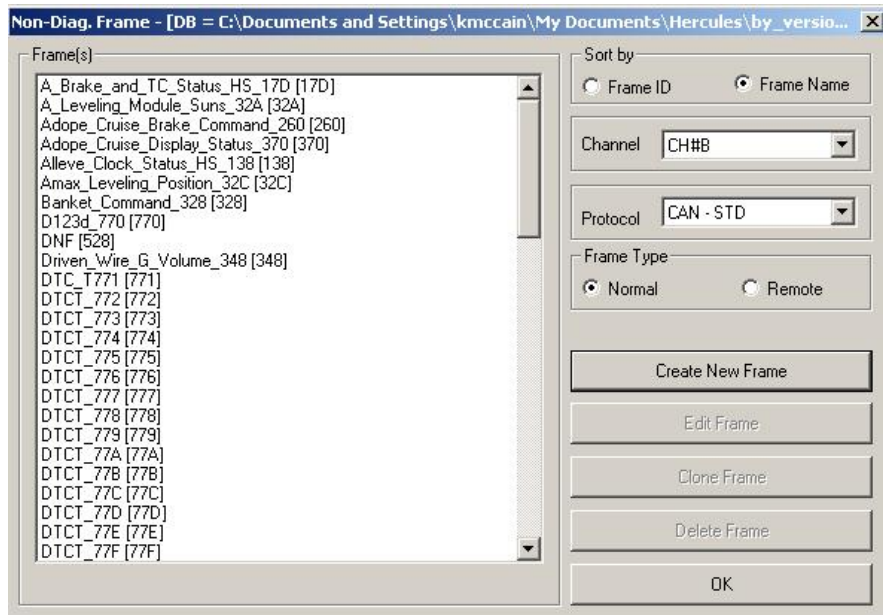 Non-Diag. Frame - [DB = C:\Documents and Settings\kmccain\My Documents\Hercules\by_versio...
Frame(s)
A_Brake_and_TC_Status_HS_17D [17D]
A_Leveling_Module_Suns_32A [32A]
Adope_Cruise_Brake_Command_260 [260]
Adope_Cruise_Display_Status_370 [370]
Alleve_Clock_Status_HS_138 [138]
Amax_Leveling_Position_32C [32C]
Banket_Command_328 [328]
D123d_770 [770]
DNF [528]
Driven_Wire_G_Volume_348 [348]
DTC_T771 [771]
DTCT_772 [772]
DTCT_773 [773]
DTCT_774 [774]
DTCT_775 [775]
DTCT_776 [776]
DTCT_777 [777]
DTCT_778 [778]
DTCT_779 [779]
DTCT_77A [77A]
DTCT_77B [77B]
DTCT_77C [77C]
DTCT_77D [77D]
DTCT_77E [77E]
DTCT_77F [77F]
Sort by
Frame ID
Frame Name
Channel
CH#B
Protocol
CAN - STD
Frame Type
Normal
Remote
Create New Frame
Edit Frame
Clone Frame
Delete Frame
OK